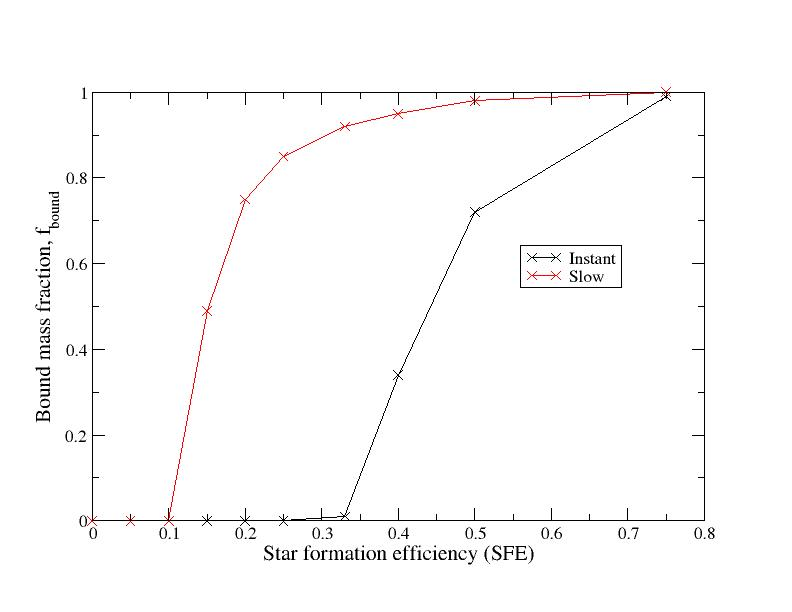 1
0.8
0.6
0.4
0.2
0
Bound mass fraction, f_bound
Instant
Slow
0 0.1 0.2 0.3 0.4 0.5 0.6 0.7 0.8
Star formation efficiency (SFE)